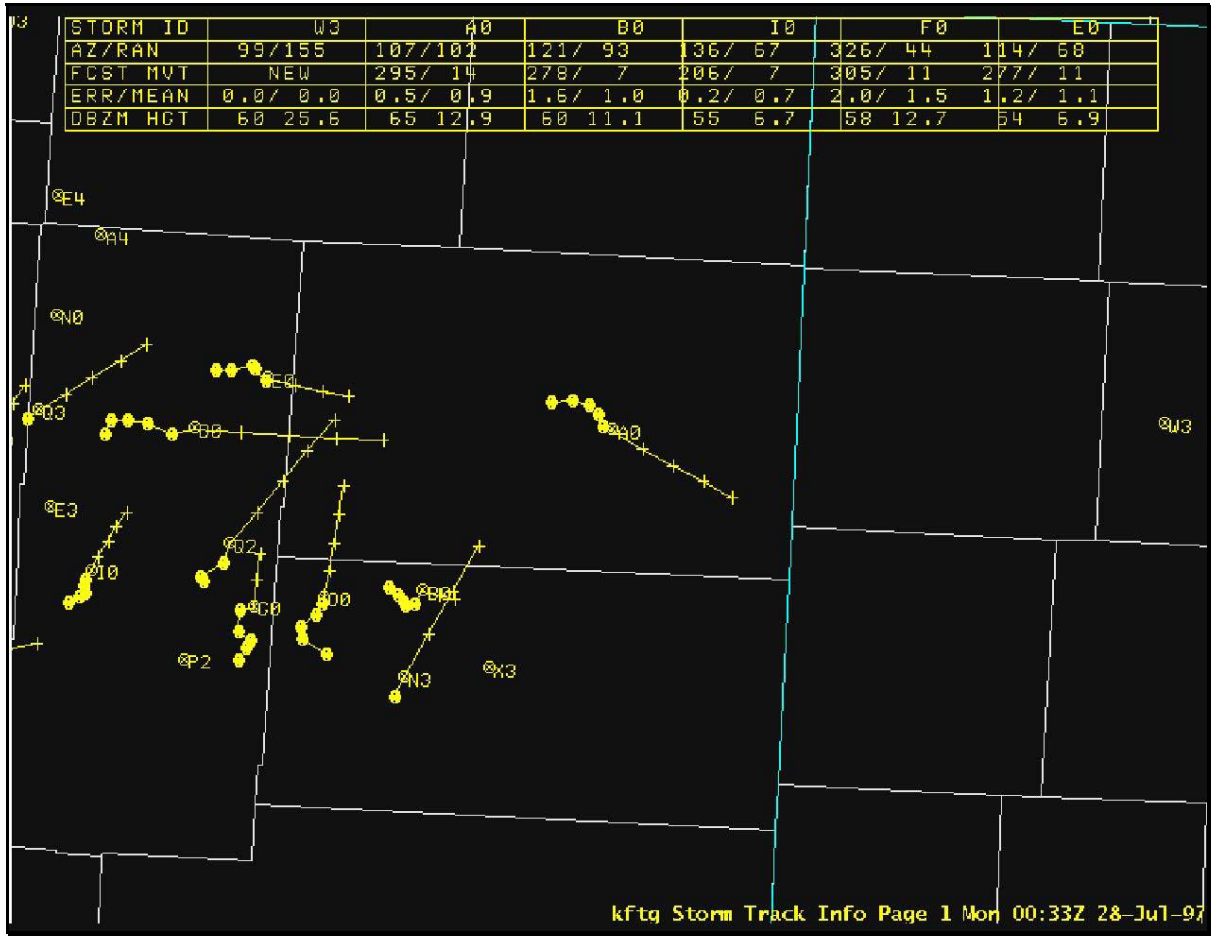 J3
STORM ID W3 A0 B0 I0 F0 E0
AZ/RAN 99/155 107/102 121/ 93 136/ 67 326/ 44 114/ 68
FCST MVT NEW 295/ 14 278/ 7 206/ 7 305/ 11 277/ 11
ERR/MEAN 0.0/ 0.0 0.5/ 0.9 1.6/ 1.0 0.2/ 0.7 2.0/ 1.5 1.2/ 1.1
DBZM HGT 60 25.6 65 12.9 60 11.1 55 6.7 58 12.7 54 6.9
E4
A4
N0
E0
Q3
W3
A0
E3
Q2
I0
B0
G0
P2
X3
N3
kftg Storm Track Info Page 1 Mon 00:33Z 28-Jul-97